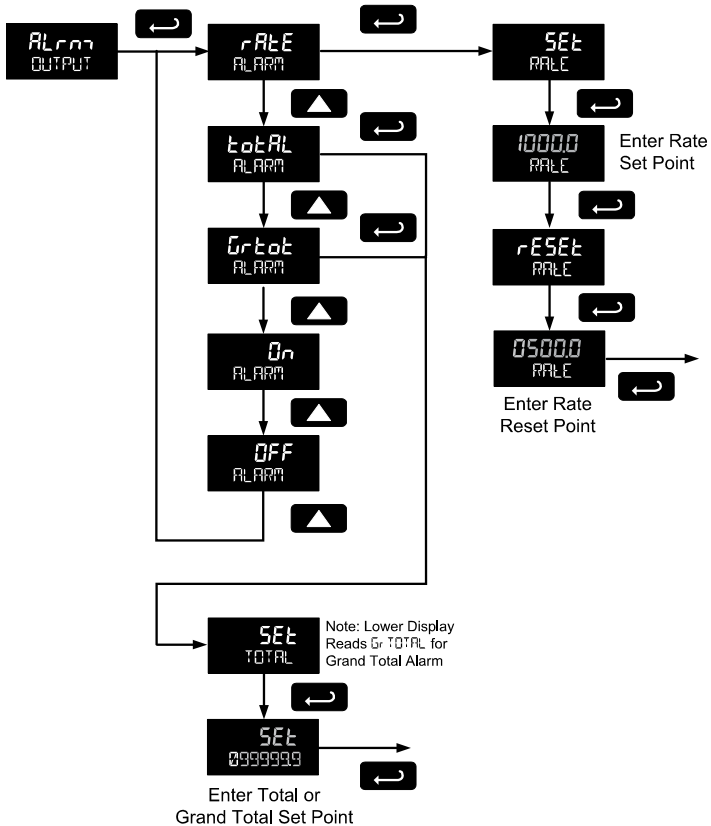 ALrm
OUTPUT
rAtE
ALARM
SEt
RAtE
totAL
ALARM
1000.0
RAtE
Enter Rate
Set Point
Grtot
ALARM
rESEt
RAtE
On
ALARM
0500.0
RAtE
Enter Rate
Reset Point
OFF
ALARM
SEt
TOTAL
Note: Lower Display
Reads Gr TOTAL for
Grand Total Alarm
SEt
099999.9
Enter Total or
Grand Total Set Point